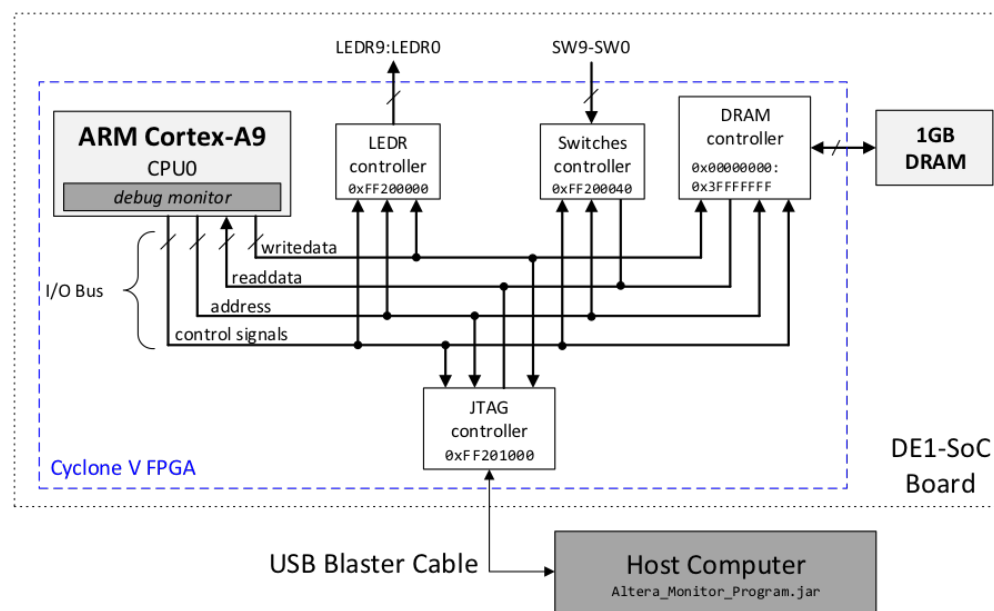 LEDR9:LEDR0
SW9-SW0
ARM Cortex-A9
CPU0
debug monitor
LEDR
controller
0xFF200000
Switches
controller
0xFF200040
DRAM
controller
0x00000000:
0x3FFFFFFF
1GB
DRAM
I/O Bus
writedata
readdata
address
control signals
JTAG
controller
0xFF201000
Cyclone V FPGA
DE1-SoC
Board
USB Blaster Cable
Host Computer
Altera_Monitor_Program.jar